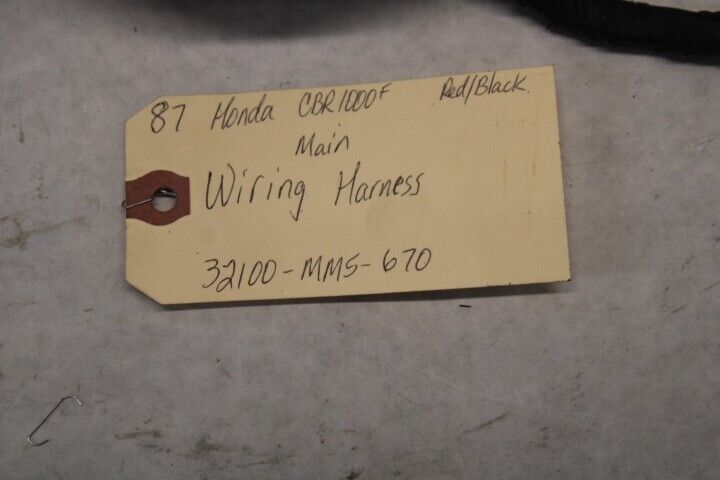 87 Honda CBR1000F Red/Black
Main
Wiring Harness
32100-MM5-670